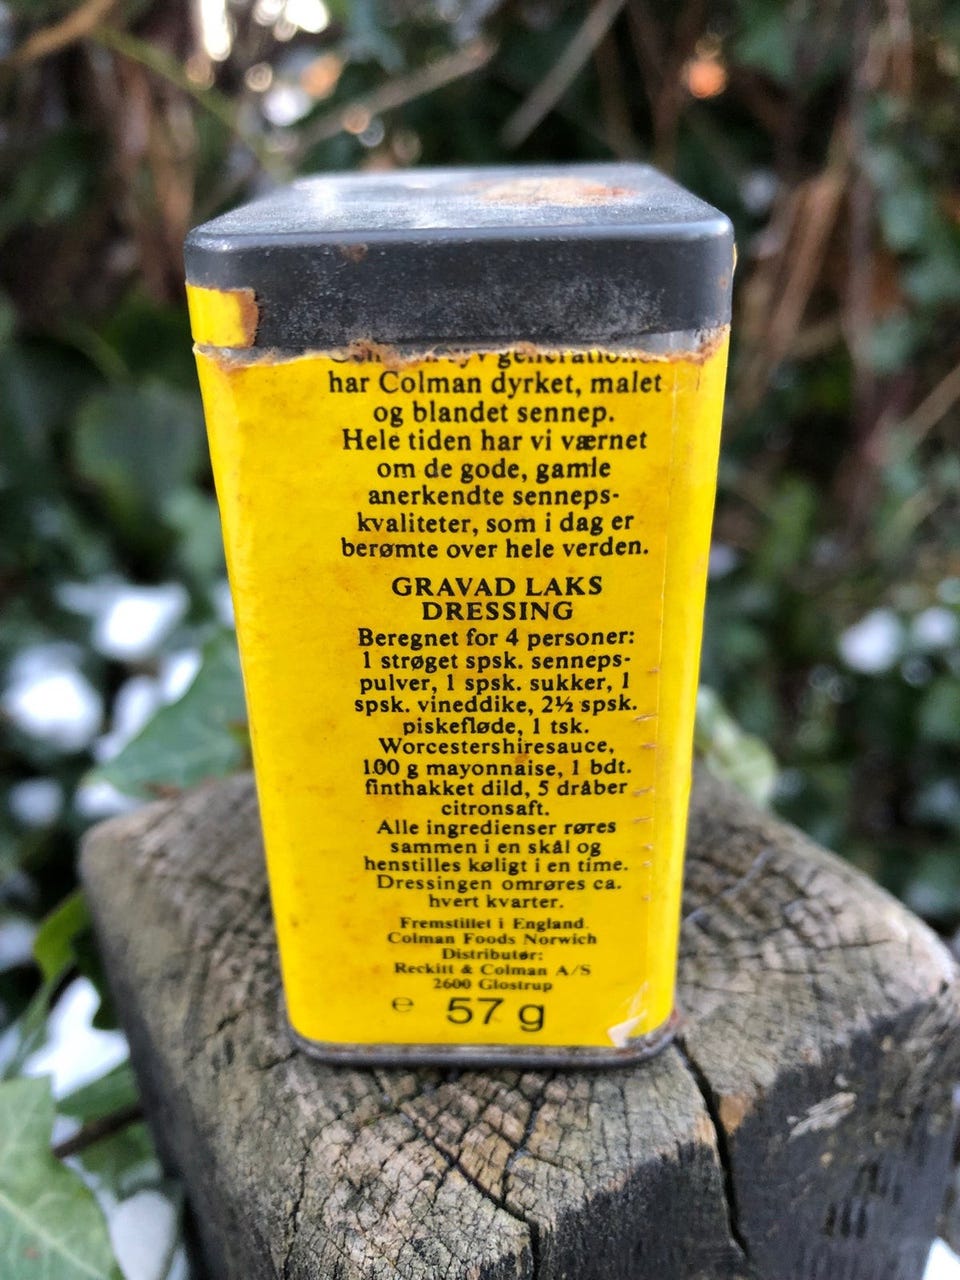 syv generationer
har Colman dyrket, malet
og blandet sennep.
Hele tiden har vi værnet
om de gode, gamle
anerkendte senneps-
kvaliteter, som i dag er
berømte over hele verden.
GRAVAD LAKS
DRESSING
Beregnet for 4 personer:
1 strøget spsk. senneps-
pulver, 1 spsk. sukker, 1
spsk. vineddike, 2½ spsk.
piskefløde, 1 tsk.
Worcestershiresauce,
100 g mayonnaise, 1 bdt.
finthakket dild, 5 dråber
citronsaft.
Alle ingredienser røres
sammen i en skål og
henstilles køligt i en time.
Dressingen omrøres ca.
hvert kvarter.
Fremstillet i England.
Colman Foods Norwich
Distributør:
Reckitt & Colman A/S
2600 Glostrup
℮ 57 g